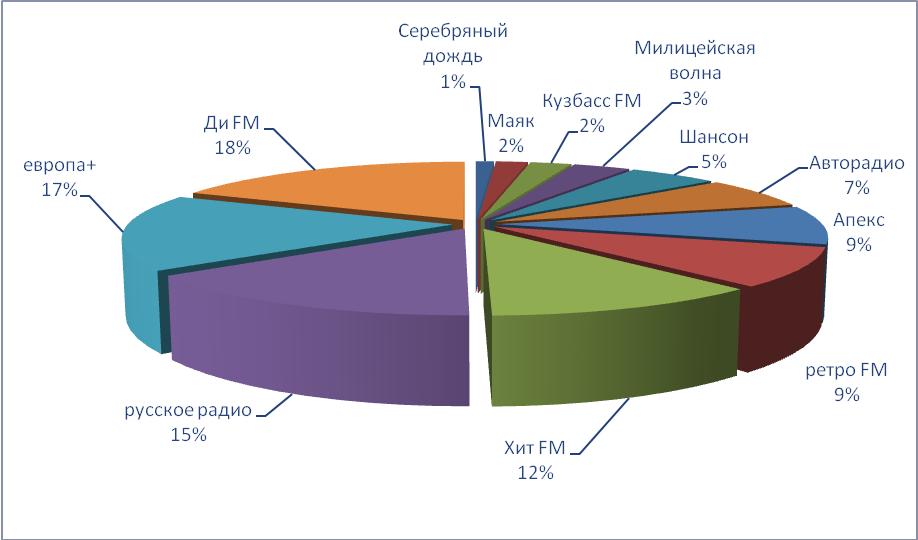 Серебряный
дождь
1%
Маяк
2%
Кузбасс FM
2%
Милицейская
волна
3%
Шансон
5%
Авторадио
7%
Апекс
9%
ретро FM
9%
Хит FM
12%
русское радио
15%
европа+
17%
Ди FM
18%